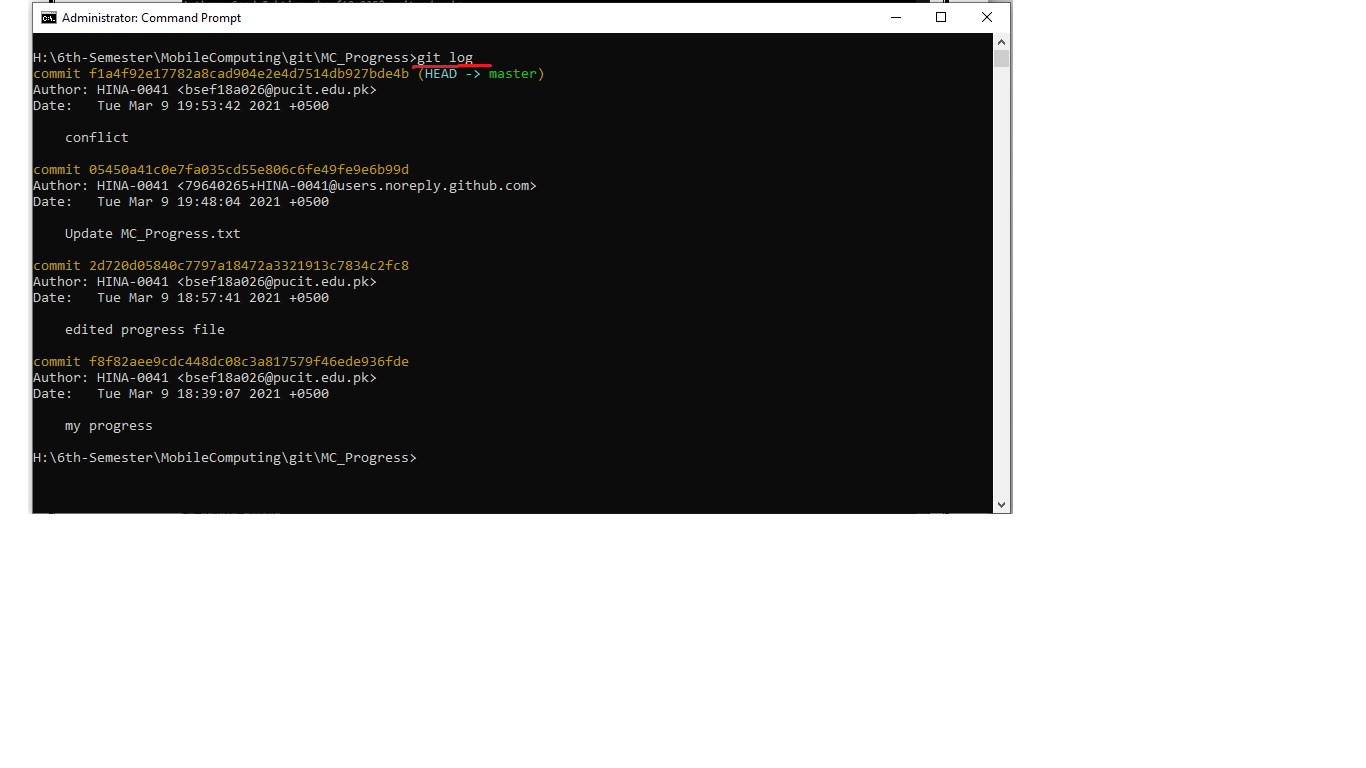 Administrator: Command Prompt
H:\6th-Semester\MobileComputing\git\MC_Progress>git log
commit f1a4f92e17782a8cad904e2e4d7514db927bde4b (HEAD -> master)
Author: HINA-0041 <bsef18a026@pucit.edu.pk>
Date:   Tue Mar 9 19:53:42 2021 +0500
conflict
commit 05450a41c0e7fa035cd55e806c6fe49fe9e6b99d
Author: HINA-0041 <79640265+HINA-0041@users.noreply.github.com>
Date:   Tue Mar 9 19:48:04 2021 +0500
Update MC_Progress.txt
commit 2d720d05840c7797a18472a3321913c7834c2fc8
Author: HINA-0041 <bsef18a026@pucit.edu.pk>
Date:   Tue Mar 9 18:57:41 2021 +0500
edited progress file
commit f8f82aee9cdc448dc08c3a817579f46ede936fde
Author: HINA-0041 <bsef18a026@pucit.edu.pk>
Date:   Tue Mar 9 18:39:07 2021 +0500
my progress
H:\6th-Semester\MobileComputing\git\MC_Progress>